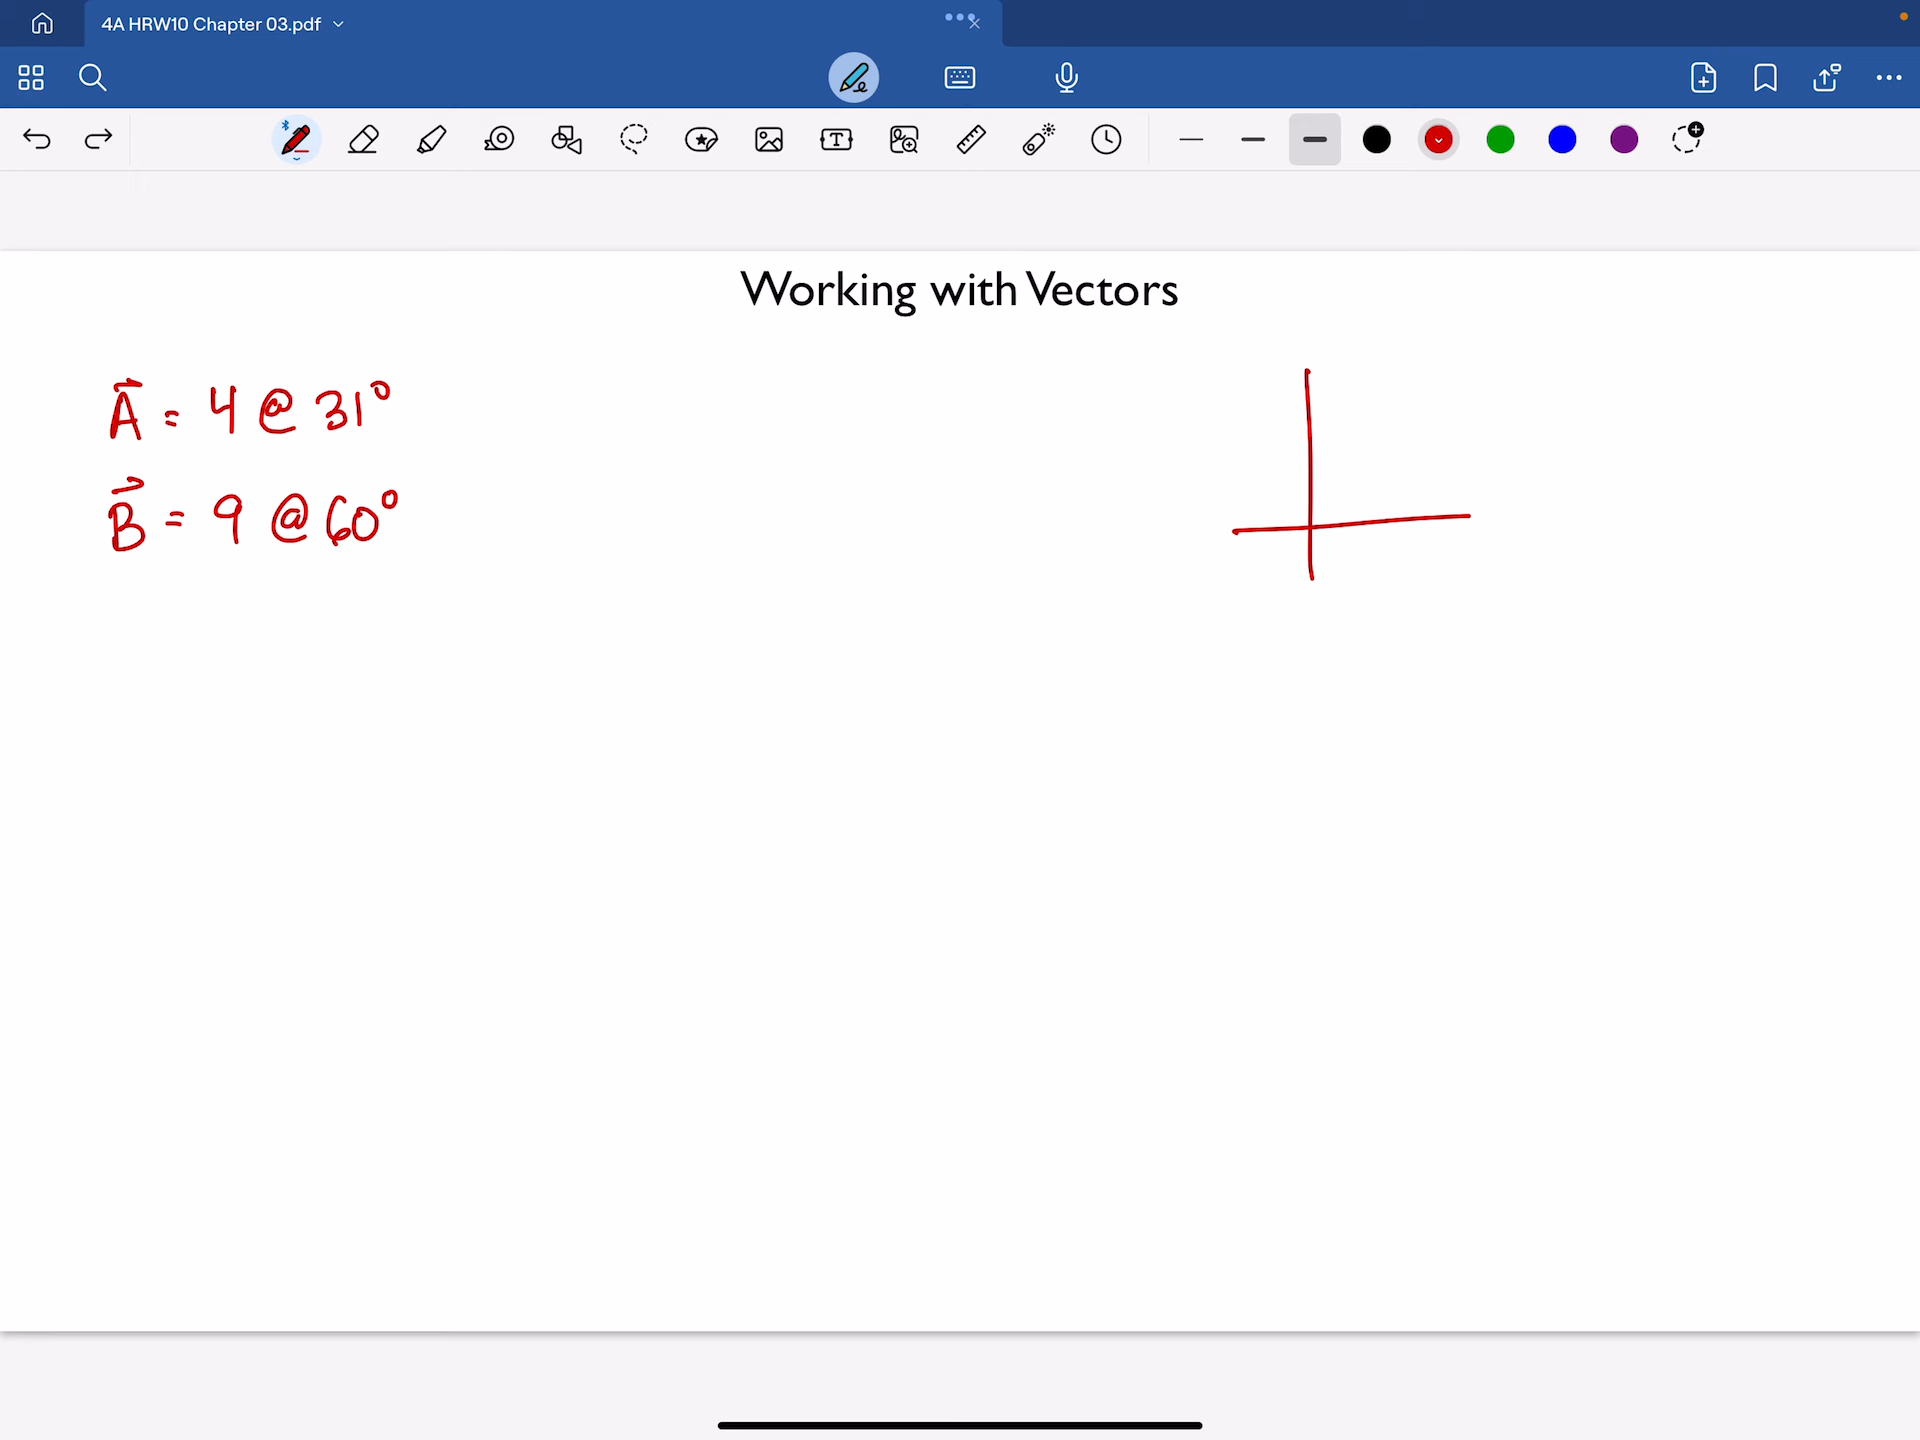 4A HRW10 Chapter 03.pdf
Working with Vectors
A⃗ = 4 @ 31°
B⃗ = 9 @ 60°